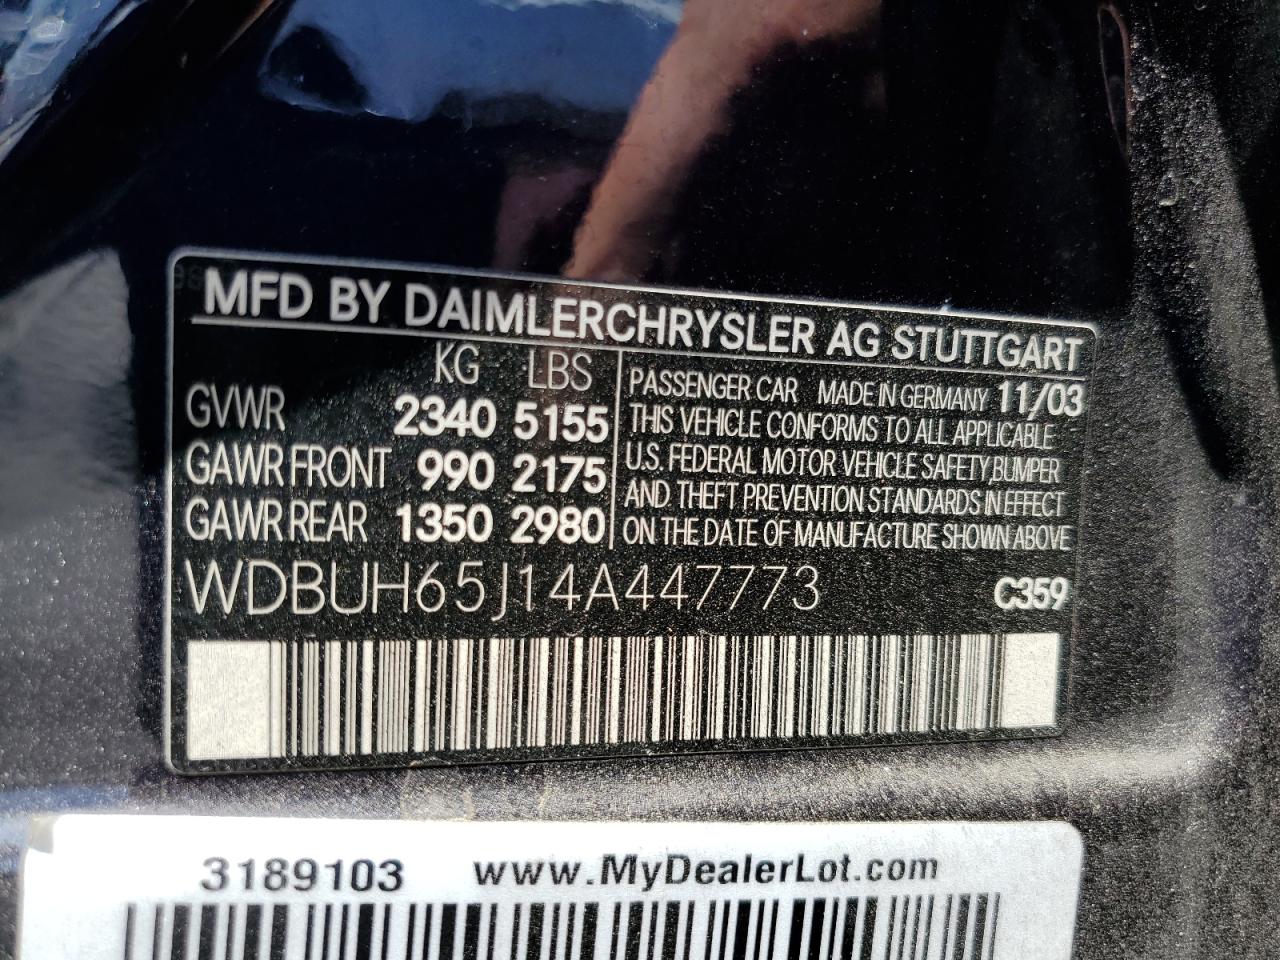 MFD BY DAIMLERCHRYSLER AG STUTTGART
KG LBS
GVWR 2340 5155
GAWR FRONT 990 2175
GAWR REAR 1350 2980
PASSENGER CAR MADE IN GERMANY 11/03
THIS VEHICLE CONFORMS TO ALL APPLICABLE
U.S. FEDERAL MOTOR VEHICLE SAFETY, BUMPER
AND THEFT PREVENTION STANDARDS IN EFFECT
ON THE DATE OF MANUFACTURE SHOWN ABOVE
WDBUH65J14A447773 C359
3189103 www.MyDealerLot.com